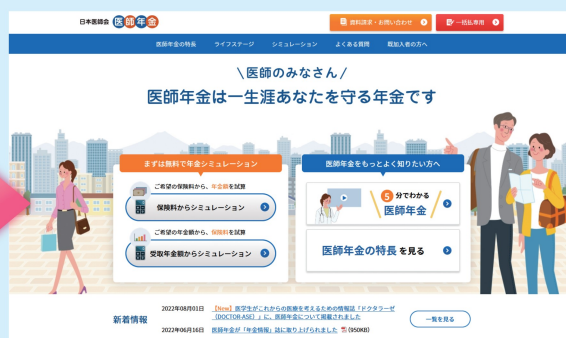 日本医師会 医師年金
資料請求・お問い合わせ
一括払専用
医師年金の特長 ライフステージ シミュレーション よくある質問 既加入者の方へ
\ 医師のみなさん /
医師年金は一生涯あなたを守る年金です
まずは無料で年金シミュレーション
ご希望の保険料から、年金額を試算
保険料からシミュレーション
ご希望の年金額から、保険料を試算
受取年金額からシミュレーション
医師年金をもっとよく知りたい方へ
5分でわかる
医師年金
医師年金の特長を見る
新着情報
2022年08月01日 【New】医学生がこれからの医療を考えるための情報誌「ドクタラーゼ
(DOCTOR-ASE)」に、医師年金について掲載されました
2022年06月16日 医師年金が「年金情報」誌に取り上げられました (950KB)
一覧を見る